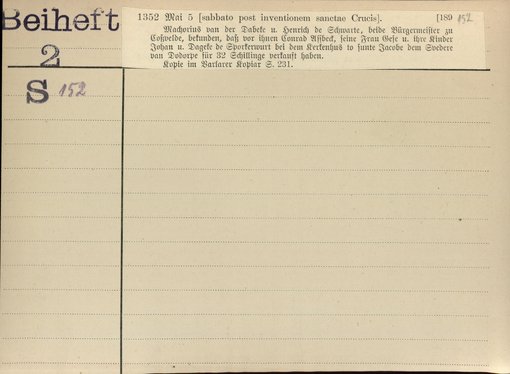 Beiheft
2
S 152
1352 Mai 5 [sabbato post inventionem sanctae Crucis]. [189 152
Machorius van der Dabeke u. Henrich de Schwarte, beide Bürgermeister zu
Coßvelde, bekunden, daß vor ihnen Conrad Assbeck, seine Frau Gese u. ihre Kinder
Johan u. Dageke de Sporkerwurt bei dem Kerkenhus to sunte Jacobe dem Svedere
van Dodorpe für 32 Schillinge verkauft haben.
Kopie im Varlarer Kopiar S. 231.